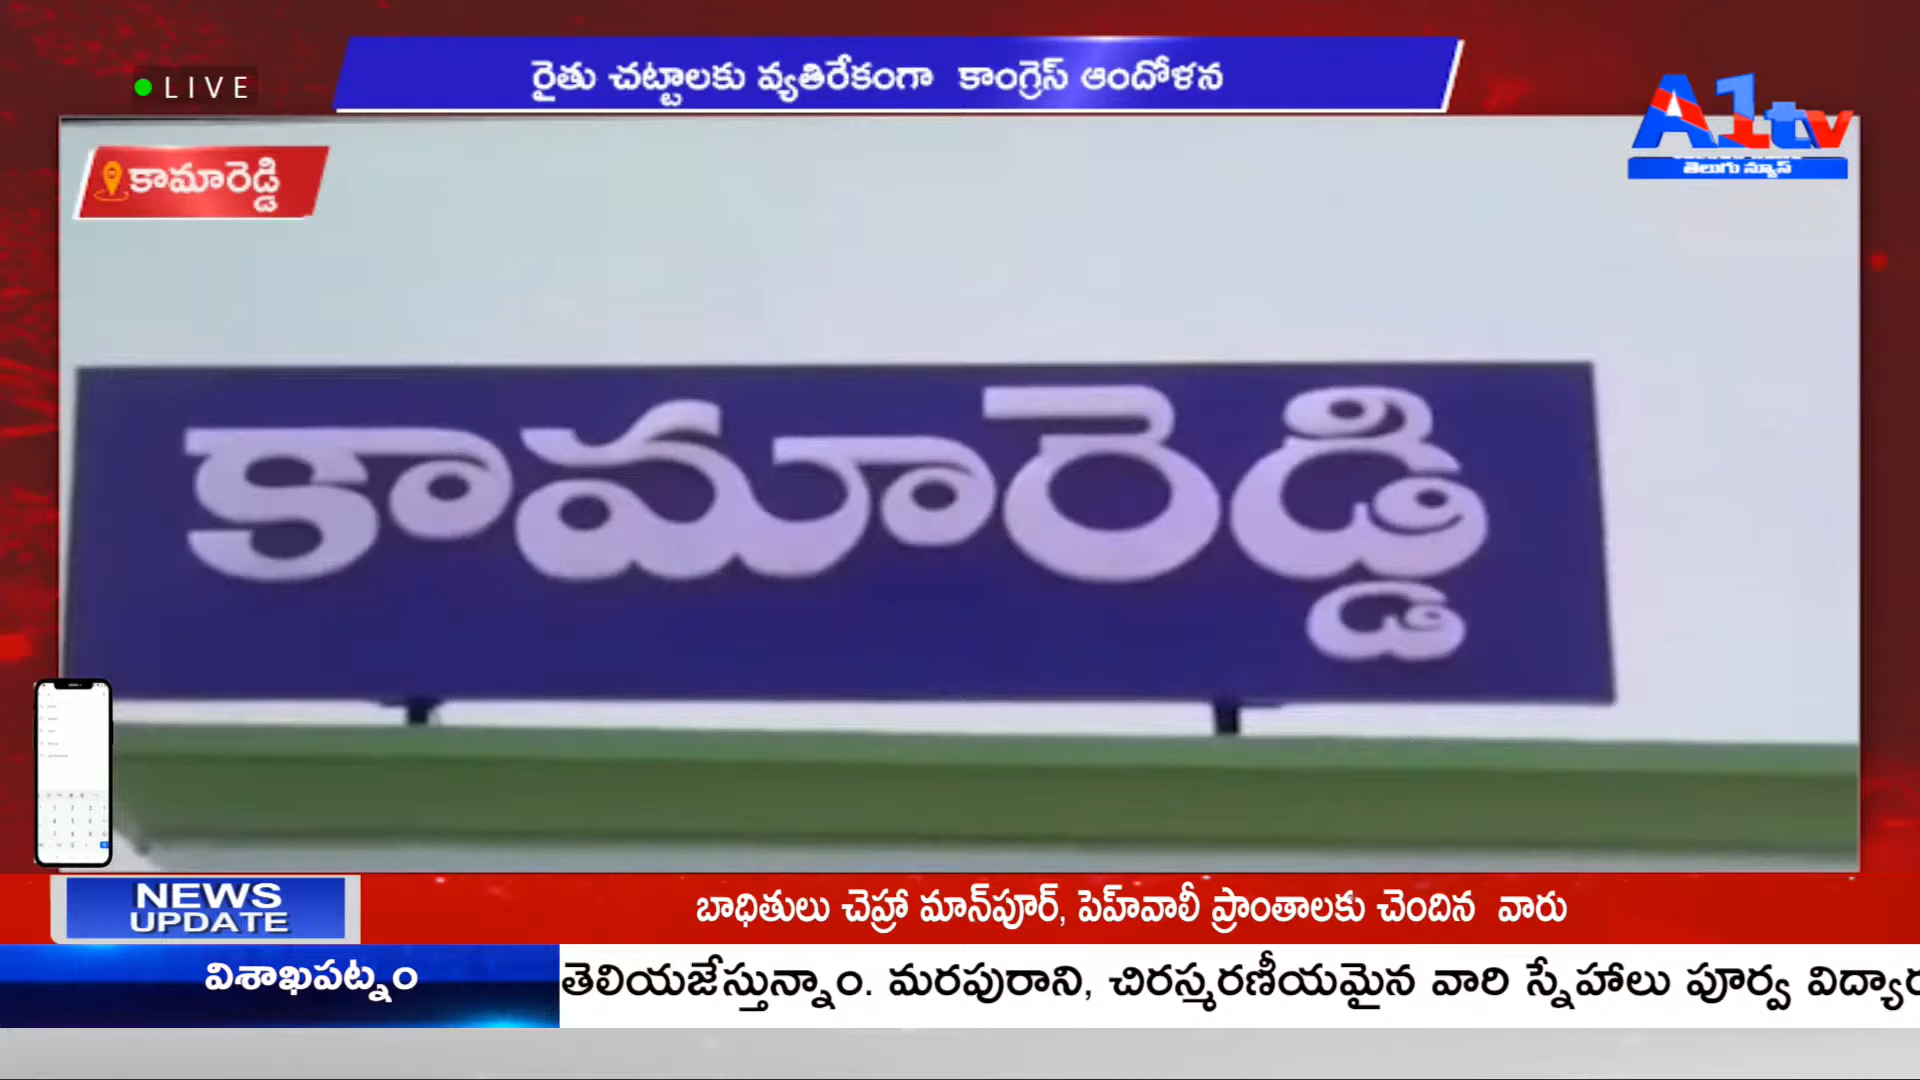 LIVE
రైతు చట్టాలకు వ్యతిరేకంగా కాంగ్రెస్ ఆందోళన
A1tv
తెలుగు న్యూస్
కామారెడ్డి
కామారెడ్డి
NEWS
UPDATE
బాధితులు చెహ్రా మాన్‌పూర్, పెహ్‌వాలీ ప్రాంతాలకు చెందిన వారు
విశాఖపట్నం
తెలియజేస్తున్నాం. మరపురాని, చిరస్మరణీయమైన వారి స్నేహాలు పూర్వ